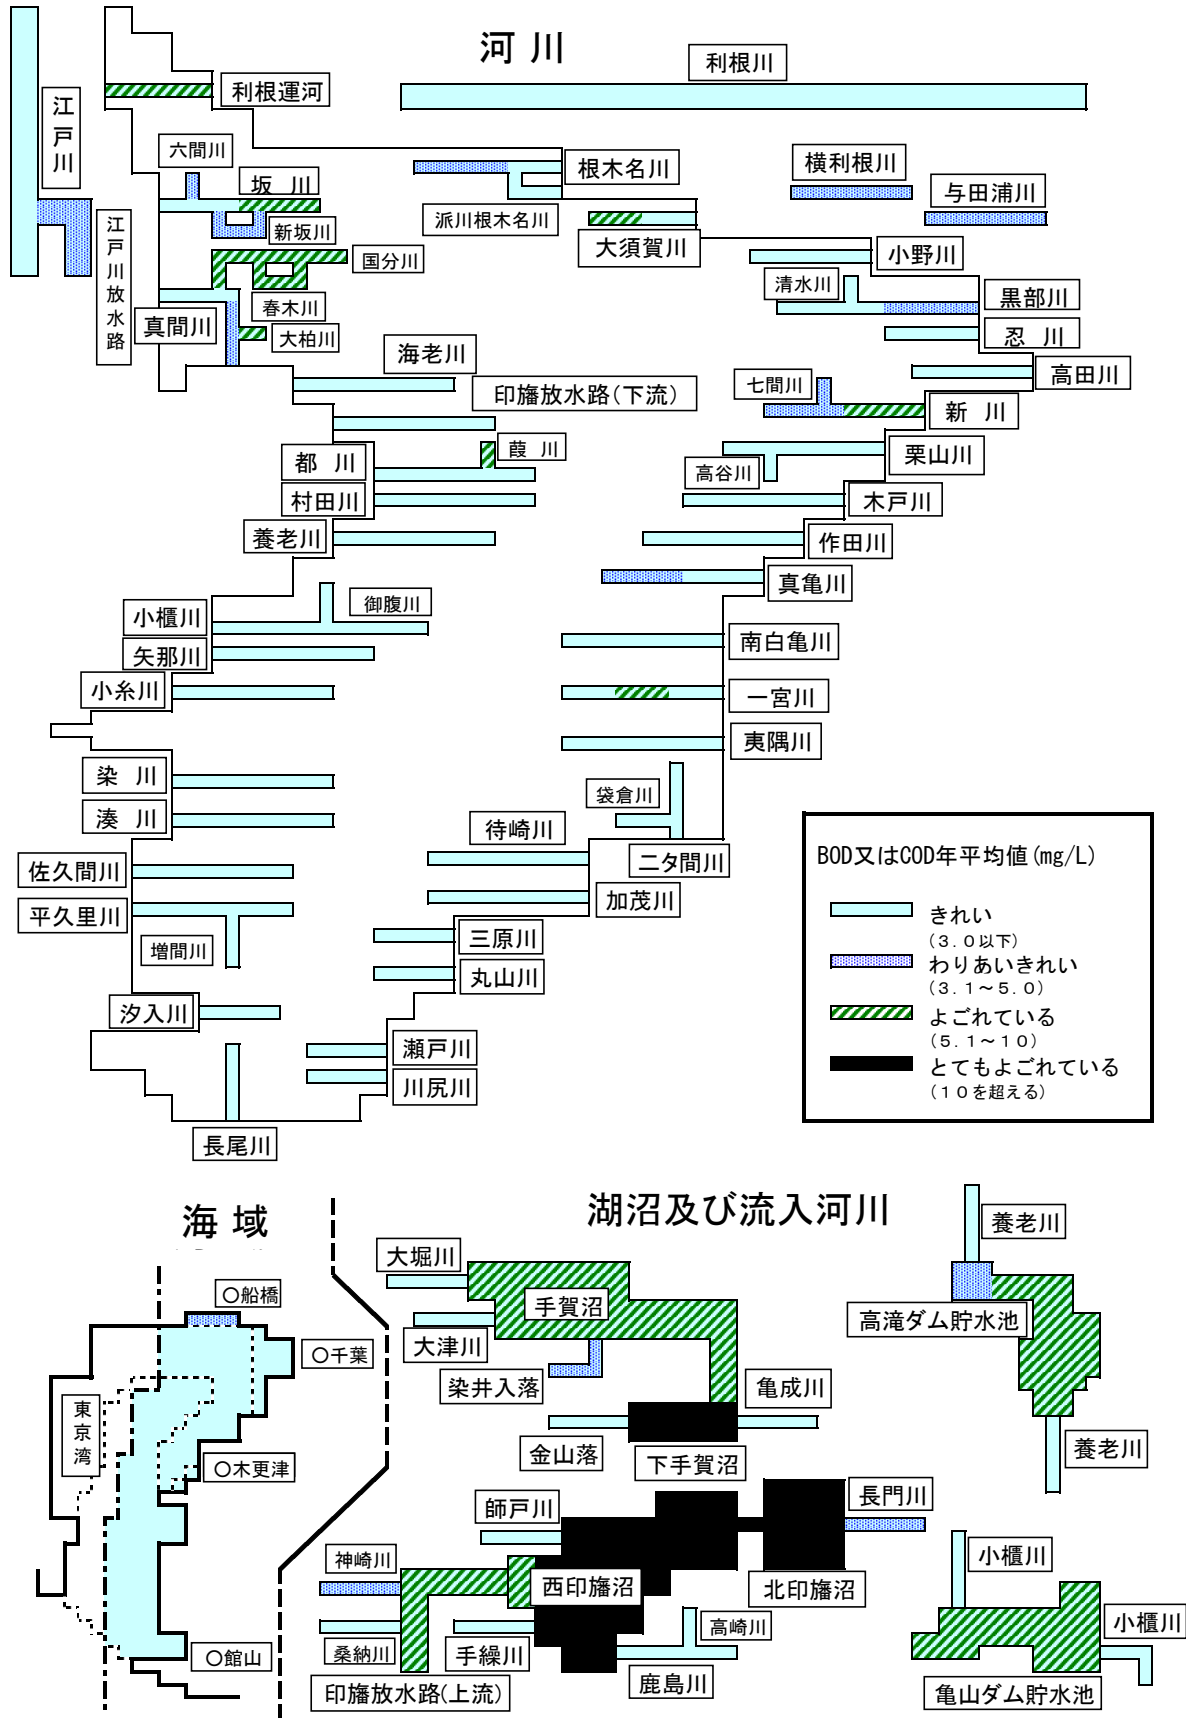 河川
利根川
江戸川
利根運河
六間川
坂 川
根木名川
横利根川
与田浦川
江戸川放水路
新坂川
派川根木名川
大須賀川
国分川
小野川
清水川
春木川
真間川
大柏川
黒部川
忍 川
海老川
高田川
印旛放水路(下流)
七間川
新 川
葭 川
都 川
高谷川
栗山川
村田川
木戸川
養老川
作田川
真亀川
御腹川
小櫃川
南白亀川
矢那川
小糸川
一宮川
夷隅川
染 川
袋倉川
湊 川
待崎川
二タ間川
佐久間川
加茂川
平久里川
増間川
三原川
丸山川
汐入川
瀬戸川
川尻川
長尾川
BOD又はCOD年平均値(mg/L)
きれい
(3.0以下)
わりあいきれい
(3.1～5.0)
よごれている
(5.1～10)
とてもよごれている
(10を超える)
海域
○船橋
○千葉
東京湾
○木更津
○館山
湖沼及び流入河川
大堀川
手賀沼
大津川
染井入落
亀成川
金山落
下手賀沼
養老川
高滝ダム貯水池
養老川
師戸川
長門川
神崎川
西印旛沼
北印旛沼
桑納川
手繰川
高崎川
鹿島川
印旛放水路(上流)
小櫃川
小櫃川
亀山ダム貯水池